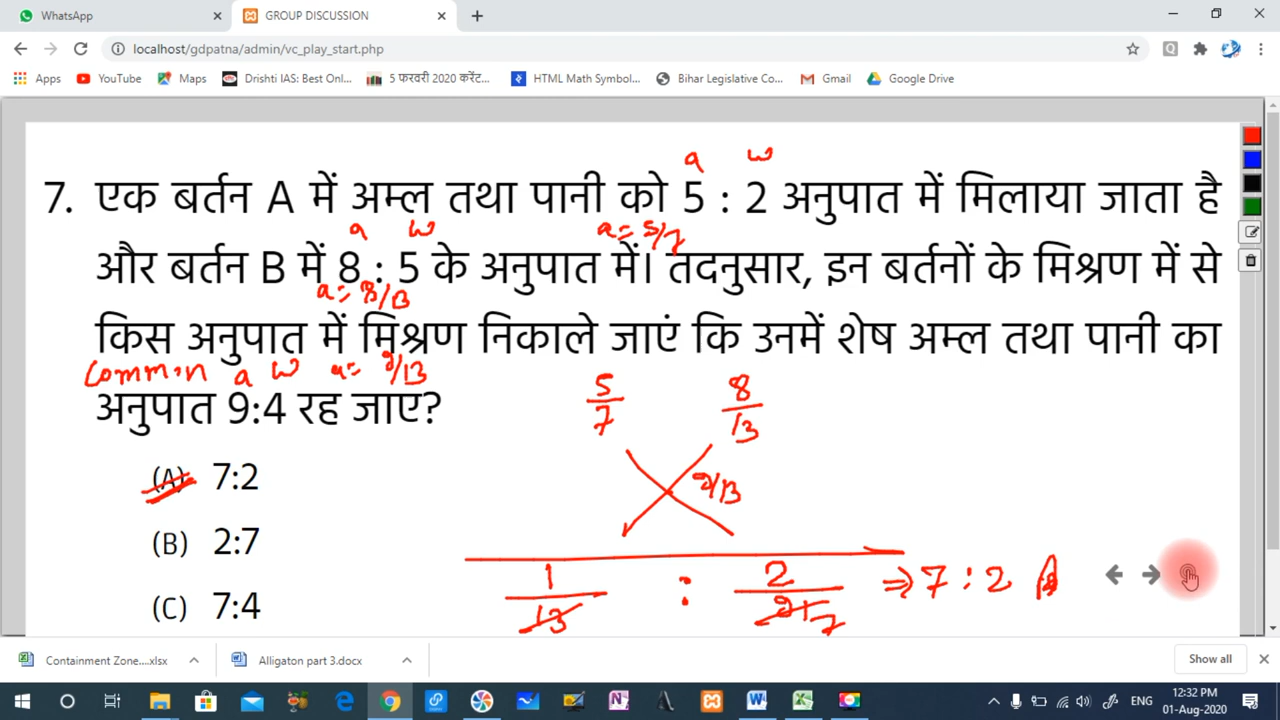 WhatsApp
GROUP DISCUSSION
localhost/gdpatna/admin/vc_play_start.php
Apps YouTube Maps Drishti IAS: Best Onl... 5 फरवरी 2020 करेंट... HTML Math Symbol... Bihar Legislative Co... Gmail Google Drive
a w
7. एक बर्तन A में अम्ल तथा पानी को 5 : 2 अनुपात में मिलाया जाता है
a w a = 5/7
और बर्तन B में 8 : 5 के अनुपात में। तदनुसार, इन बर्तनों के मिश्रण में से
a = 8/13
किस अनुपात में मिश्रण निकाले जाएं कि उनमें शेष अम्ल तथा पानी का
common a w a = 9/13
अनुपात 9:4 रह जाए?
5/7 8/13
(A) 7:2
9/13
(B) 2:7
1/13 : 2/ 7 ⇒ 7 : 2 A
(C) 7:4
Containment Zone....xlsx Alligaton part 3.docx Show all
ENG 12:32 PM
01-Aug-2020